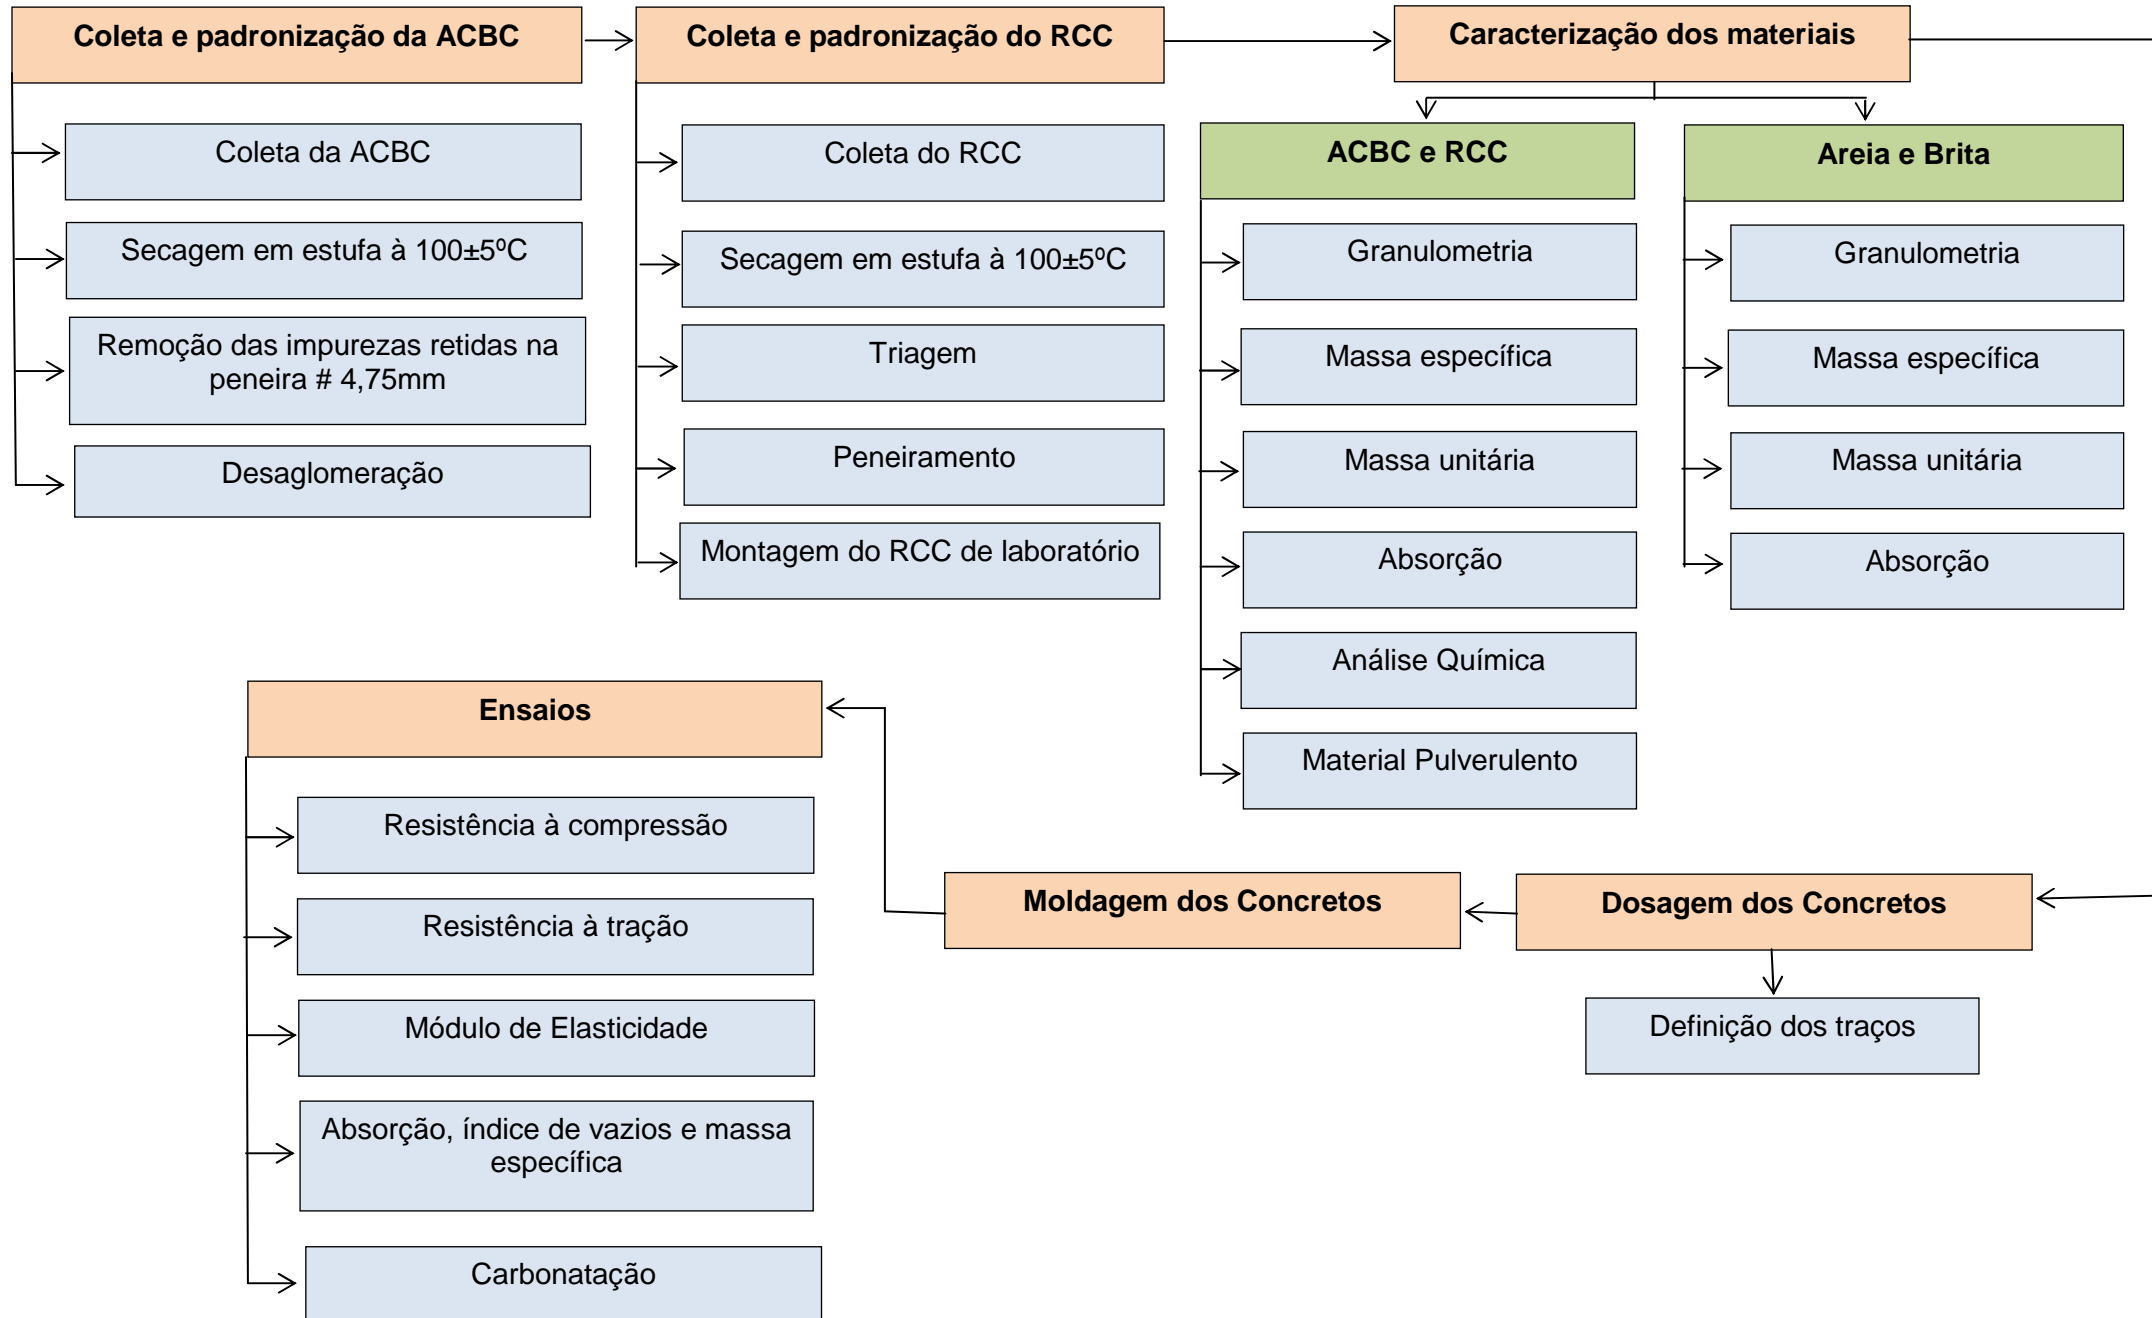 Coleta e padronização da ACBC
Coleta da ACBC
Secagem em estufa à 100±5ºC
Remoção das impurezas retidas na
peneira # 4,75mm
Desaglomeração
Coleta e padronização do RCC
Coleta do RCC
Secagem em estufa à 100±5ºC
Triagem
Peneiramento
Montagem do RCC de laboratório
Caracterização dos materiais
ACBC e RCC
Granulometria
Massa específica
Massa unitária
Absorção
Análise Química
Material Pulverulento
Areia e Brita
Granulometria
Massa específica
Massa unitária
Absorção
Dosagem dos Concretos
Definição dos traços
Moldagem dos Concretos
Ensaios
Resistência à compressão
Resistência à tração
Módulo de Elasticidade
Absorção, índice de vazios e massa
específica
Carbonatação